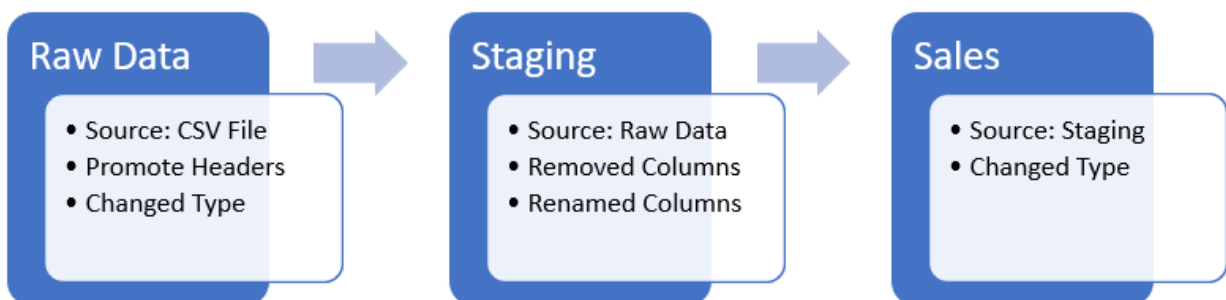 Raw Data
• Source: CSV File
• Promote Headers
• Changed Type
Staging
• Source: Raw Data
• Removed Columns
• Renamed Columns
Sales
• Source: Staging
• Changed Type